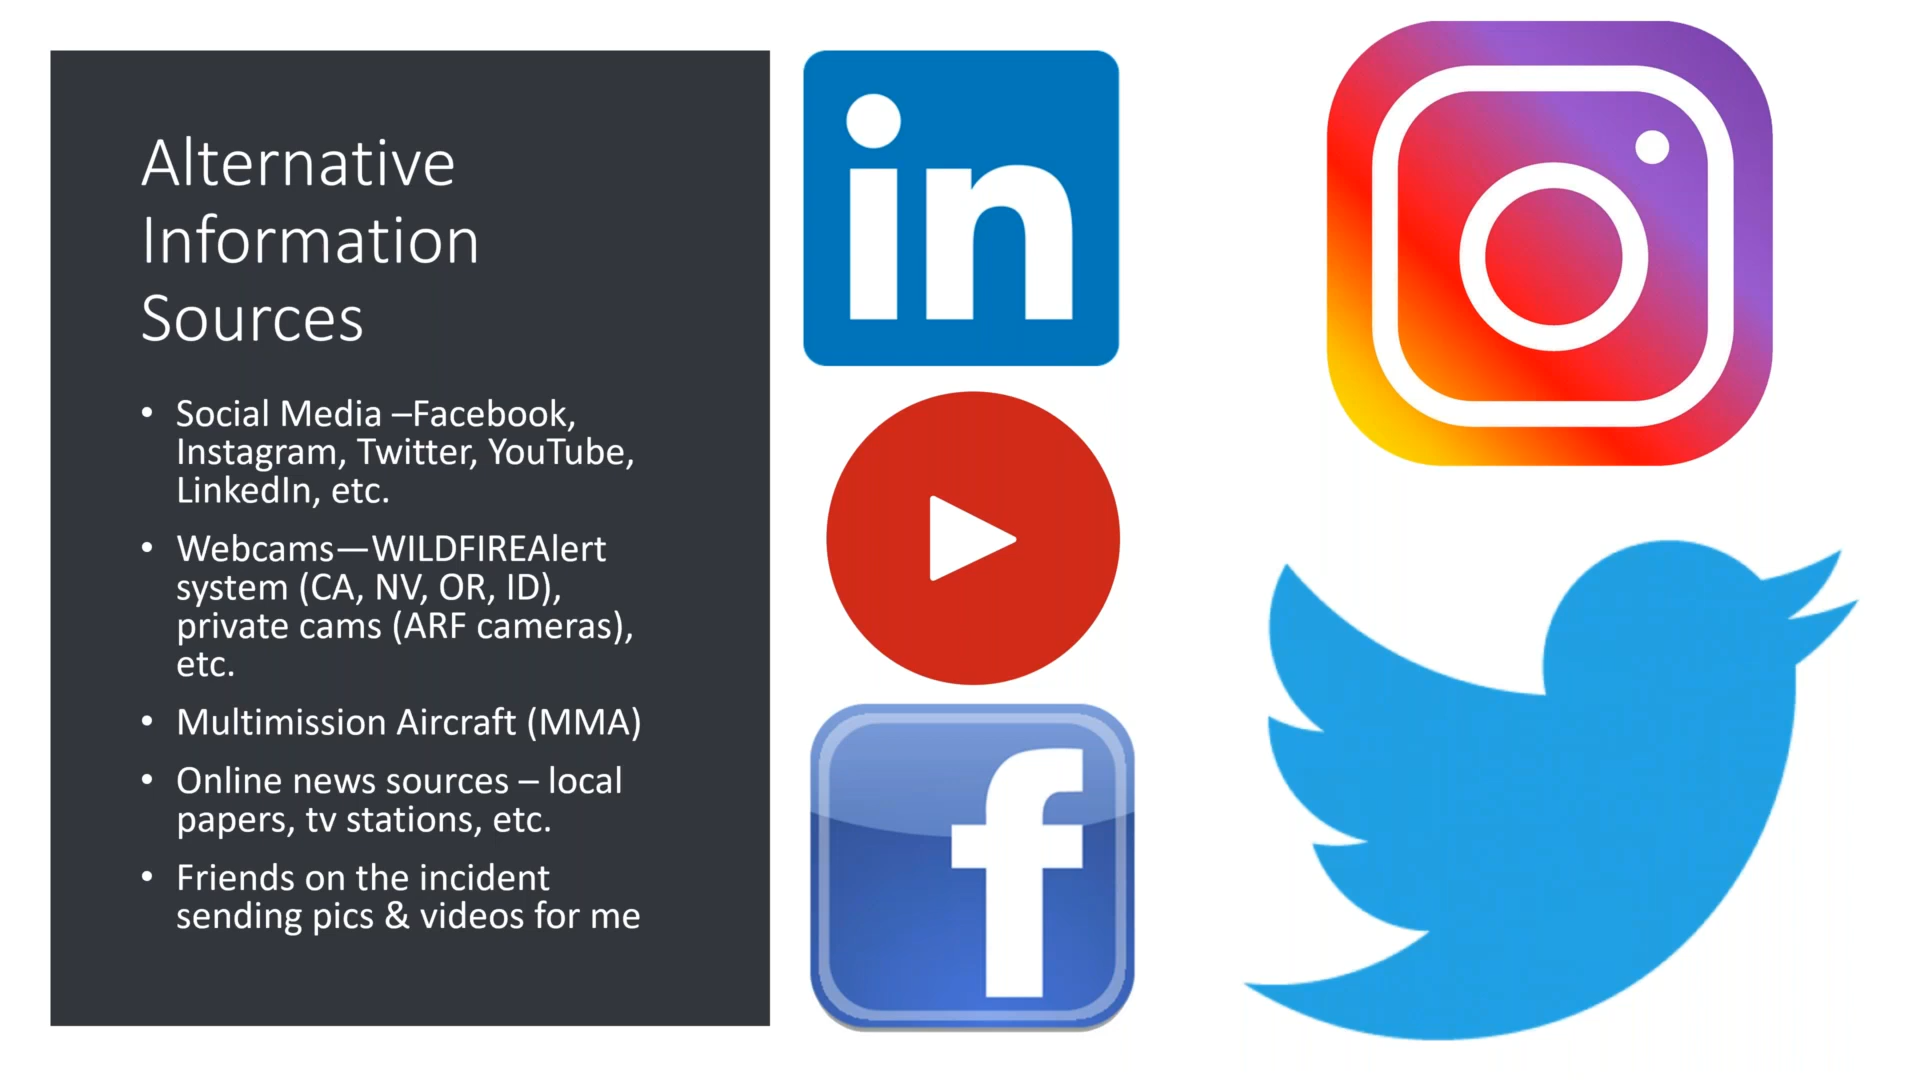 Alternative
Information
Sources
• Social Media –Facebook,
Instagram, Twitter, YouTube,
LinkedIn, etc.
• Webcams—WILDFIREAlert
system (CA, NV, OR, ID),
private cams (ARF cameras),
etc.
• Multimission Aircraft (MMA)
• Online news sources – local
papers, tv stations, etc.
• Friends on the incident
sending pics & videos for me
in
f